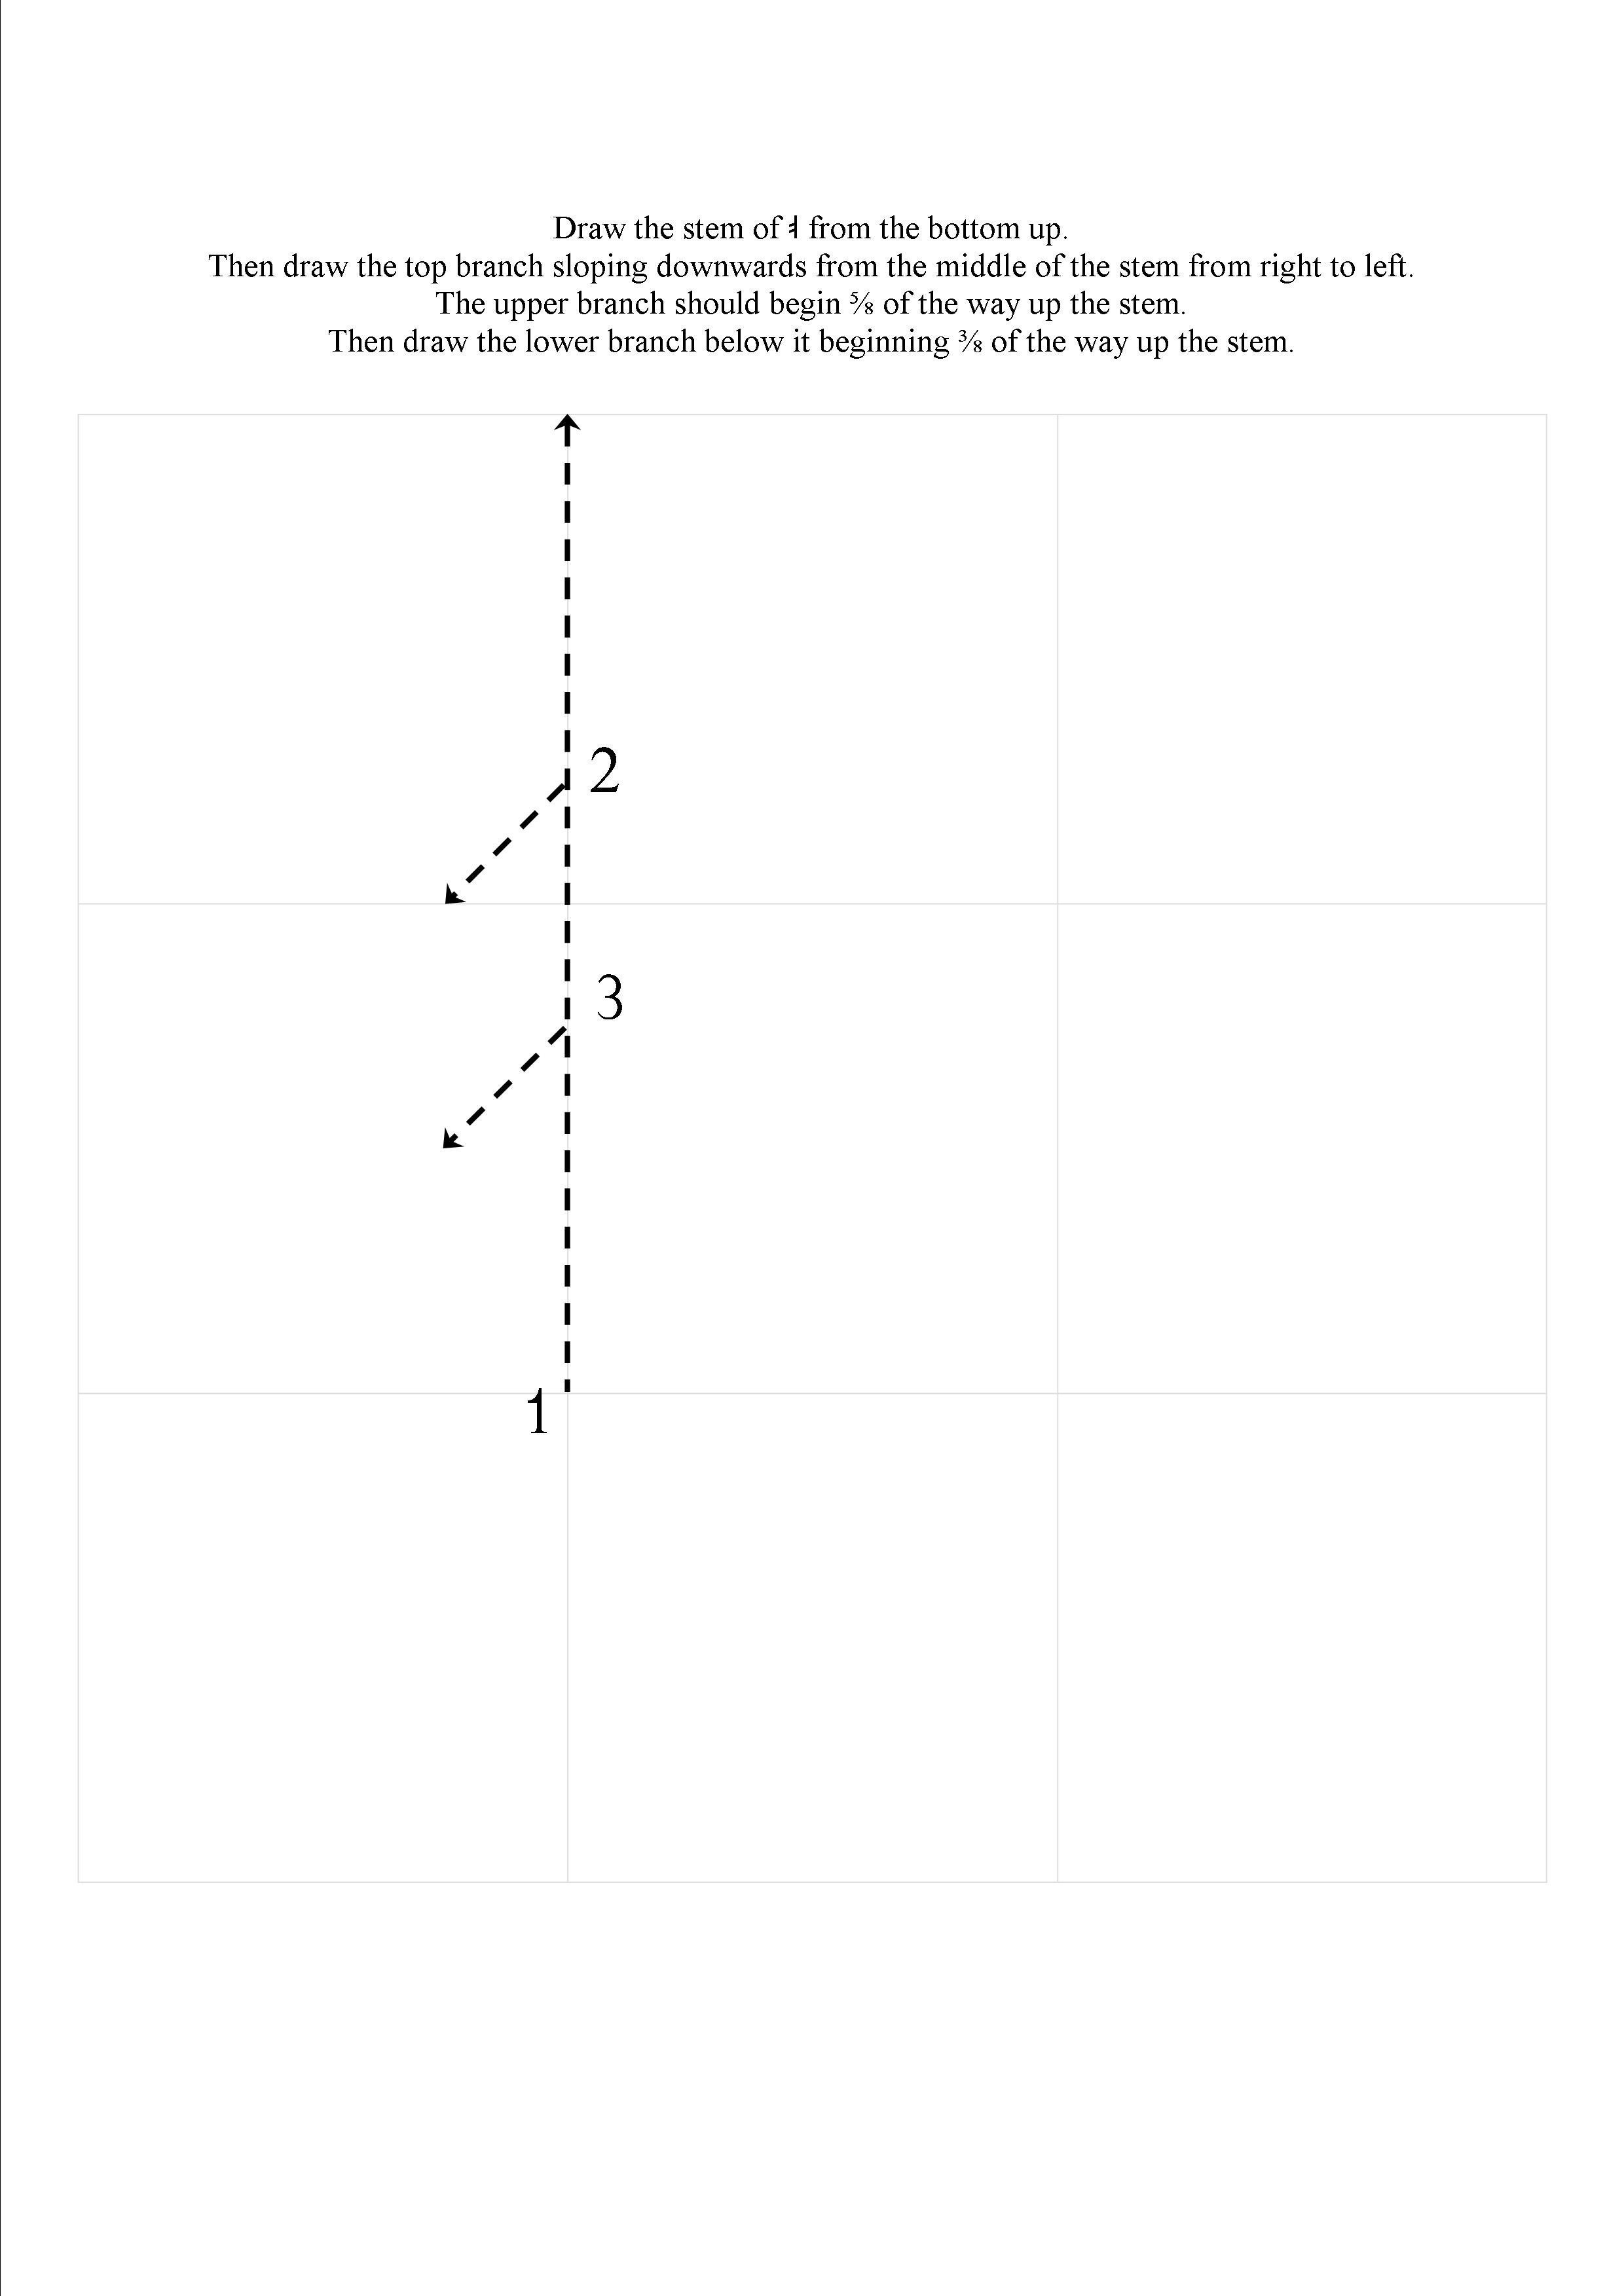 Draw the stem of ꛅ from the bottom up.
Then draw the top branch sloping downwards from the middle of the stem from right to left.
The upper branch should begin ⅝ of the way up the stem.
Then draw the lower branch below it beginning ⅜ of the way up the stem.
2
3
1